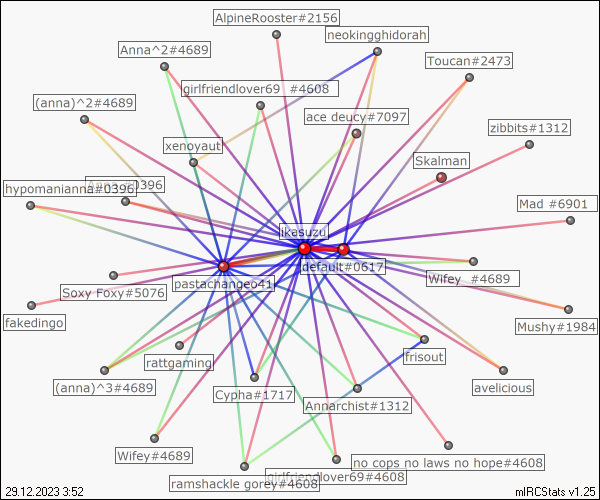 AlpineRooster#2156
neokingghidorah
Anna^2#4689
Toucan#2473
girlfriendlover69 #4608
(anna)^2#4689
ace deucy#7097
zibbits#1312
xenoyaut
Skalman
hypomanianna#0396
0396
Mad #6901
ikasuzu
default#0617
Wifey #4689
pastachangeo41
Soxy Foxy#5076
fakedingo
Mushy#1984
frisout
rattgaming
(anna)^3#4689
Cypha#1717
avelicious
Annarchist#1312
Wifey#4689
no cops no laws no hope#4608
ramshackle gorey#4608
girlfriendlover69#4608
29.12.2023 3:52
mIRCStats v1.25